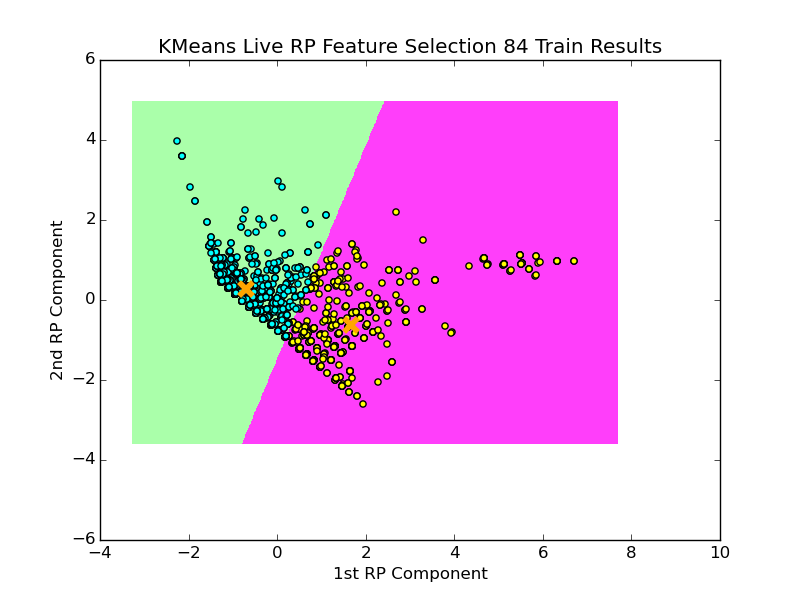 KMeans Live RP Feature Selection 84 Train Results
6
4
2
0
−2
−4
−6
2nd RP Component
−4 −2 0 2 4 6 8 10
1st RP Component